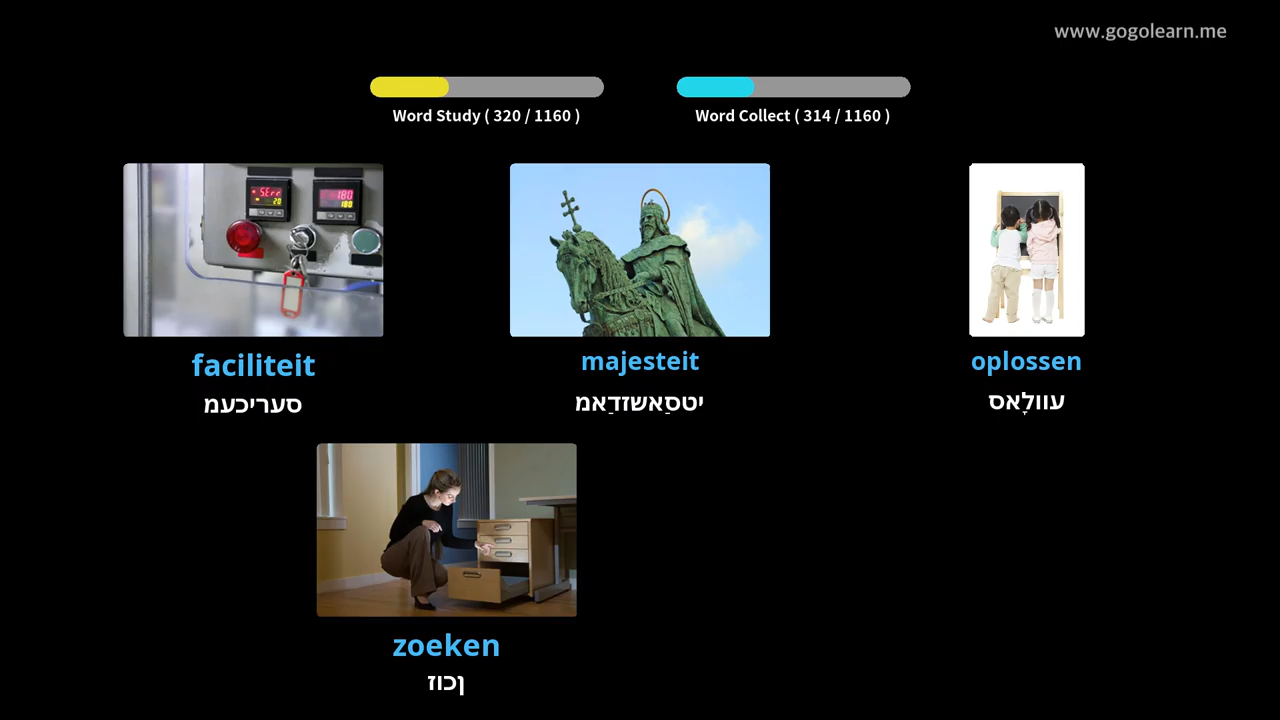 www.gogolearn.me
Word Study ( 320 / 1160 )
Word Collect ( 314 / 1160 )
faciliteit
majesteit
oplossen
סעריכעמ
יטסַאשזדַאמ
עוולָאס
zoeken
ןכוז